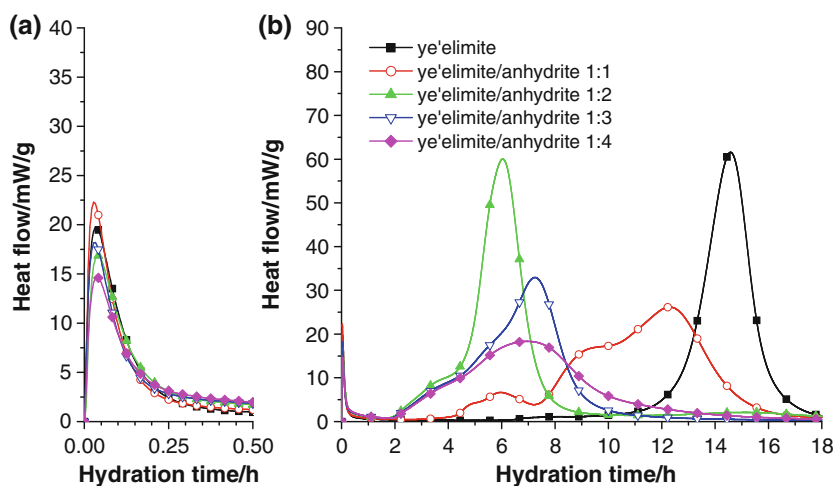 (a)
40
35
30
25
20
15
10
5
0
Heat flow/mW/g
0.00 0.25 0.50
Hydration time/h
(b)
90
80
70
60
50
40
30
20
10
0
Heat flow/mW/g
ye'elimite
ye'elimite/anhydrite 1:1
ye'elimite/anhydrite 1:2
ye'elimite/anhydrite 1:3
ye'elimite/anhydrite 1:4
0 2 4 6 8 10 12 14 16 18
Hydration time/h